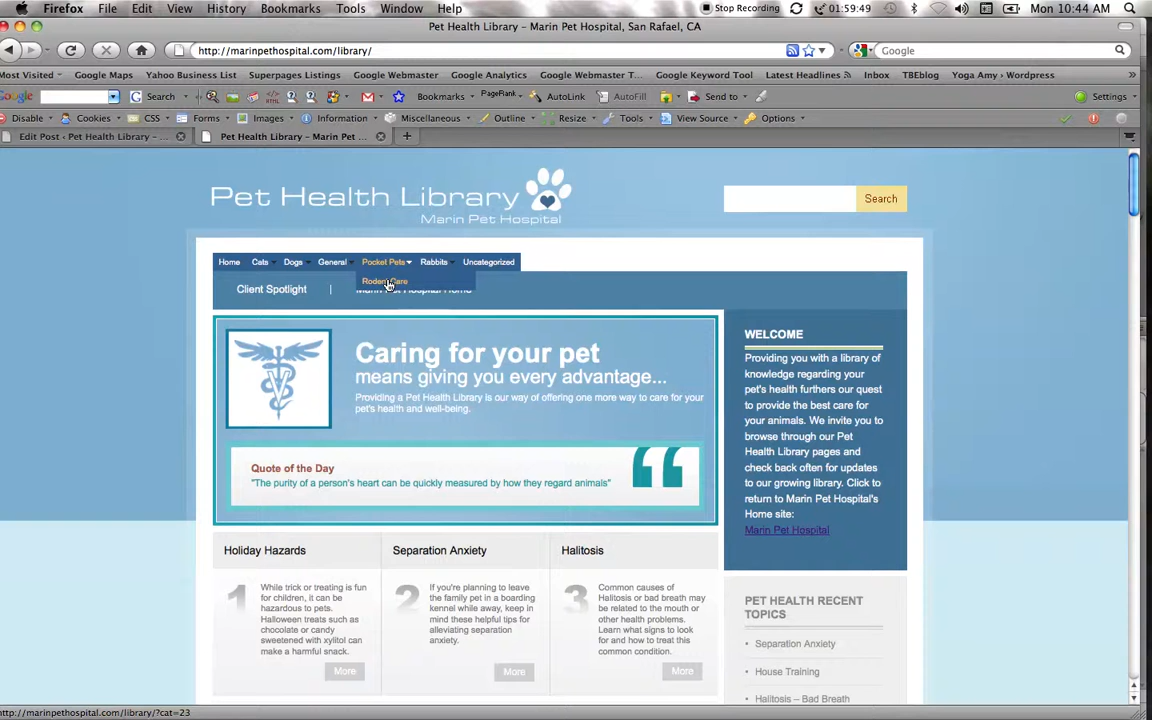 Firefox File Edit View History Bookmarks Tools Window Help Stop Recording 01:59:49 Mon 10:44 AM
Pet Health Library – Marin Pet Hospital, San Rafael, CA
http://marinpethospital.com/library/ Google
Most Visited Google Maps Yahoo Business List Superpages Listings Google Webmaster Google Analytics Google Webmaster T... Google Keyword Tool Latest Headlines Inbox TBEblog Yoga Amy › Wordpress
Google Search Bookmarks PageRank AutoLink AutoFill Send to Settings
Disable Cookies CSS Forms Images Information Miscellaneous Outline Resize Tools View Source Options
Edit Post ‹ Pet Health Library – ... Pet Health Library – Marin Pet ...
Pet Health Library
Marin Pet Hospital
Search
Home Cats Dogs General Pocket Pets Rabbits Uncategorized
Rodent Care
Client Spotlight | Marin Pet Hospital Home
Caring for your pet
means giving you every advantage...
Providing a Pet Health Library is our way of offering one more way to care for your
pet's health and well-being.
Quote of the Day
"The purity of a person's heart can be quickly measured by how they regard animals"
WELCOME
Providing you with a library of
knowledge regarding your
pet's health furthers our quest
to provide the best care for
your animals. We invite you to
browse through our Pet
Health Library pages and
check back often for updates
to our growing library. Click to
return to Marin Pet Hospital's
Home site:
Marin Pet Hospital
Holiday Hazards
1
While trick or treating is fun
for children, it can be
hazardous to pets.
Halloween treats such as
chocolate or candy
sweetened with xylitol can
make a harmful snack.
More
Separation Anxiety
2
If you're planning to leave
the family pet in a boarding
kennel while away, keep in
mind these helpful tips for
alleviating separation
anxiety.
More
Halitosis
3
Common causes of
Halitosis or bad breath may
be related to the mouth or
other health problems.
Learn what signs to look
for and how to treat this
common condition.
More
PET HEALTH RECENT
TOPICS
Separation Anxiety
House Training
Halitosis – Bad Breath
http://marinpethospital.com/library/?cat=23